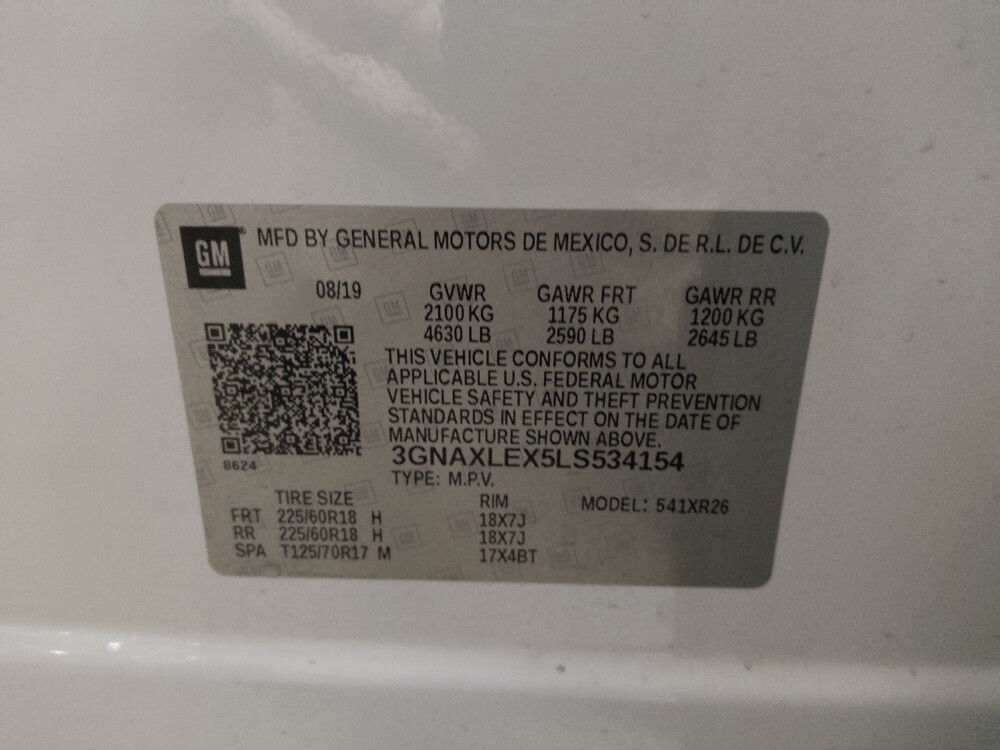 GM MFD BY GENERAL MOTORS DE MEXICO, S. DE R.L. DE C.V.
08/19 GVWR GAWR FRT GAWR RR
2100 KG 1175 KG 1200 KG
4630 LB 2590 LB 2645 LB
THIS VEHICLE CONFORMS TO ALL
APPLICABLE U.S. FEDERAL MOTOR
VEHICLE SAFETY AND THEFT PREVENTION
STANDARDS IN EFFECT ON THE DATE OF
MANUFACTURE SHOWN ABOVE.
8624
3GNAXLEX5LS534154
TYPE: M.P.V.
TIRE SIZE RIM MODEL: 541XR26
FRT 225/60R18 H 18X7J
RR 225/60R18 H 18X7J
SPA T125/70R17 M 17X4BT